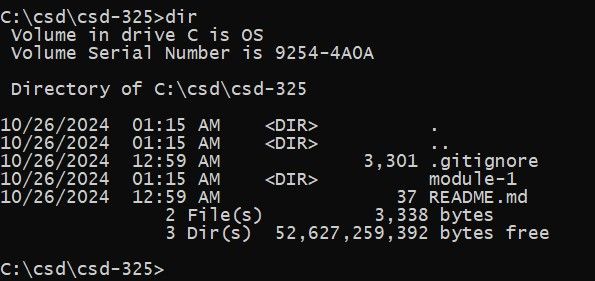 C:\csd\csd-325>dir
 Volume in drive C is OS
 Volume Serial Number is 9254-4A0A

 Directory of C:\csd\csd-325

10/26/2024  01:15 AM    <DIR>          .
10/26/2024  01:15 AM    <DIR>          ..
10/26/2024  12:59 AM             3,301 .gitignore
10/26/2024  01:15 AM    <DIR>          module-1
10/26/2024  12:59 AM                37 README.md
               2 File(s)          3,338 bytes
               3 Dir(s)  52,627,259,392 bytes free

C:\csd\csd-325>